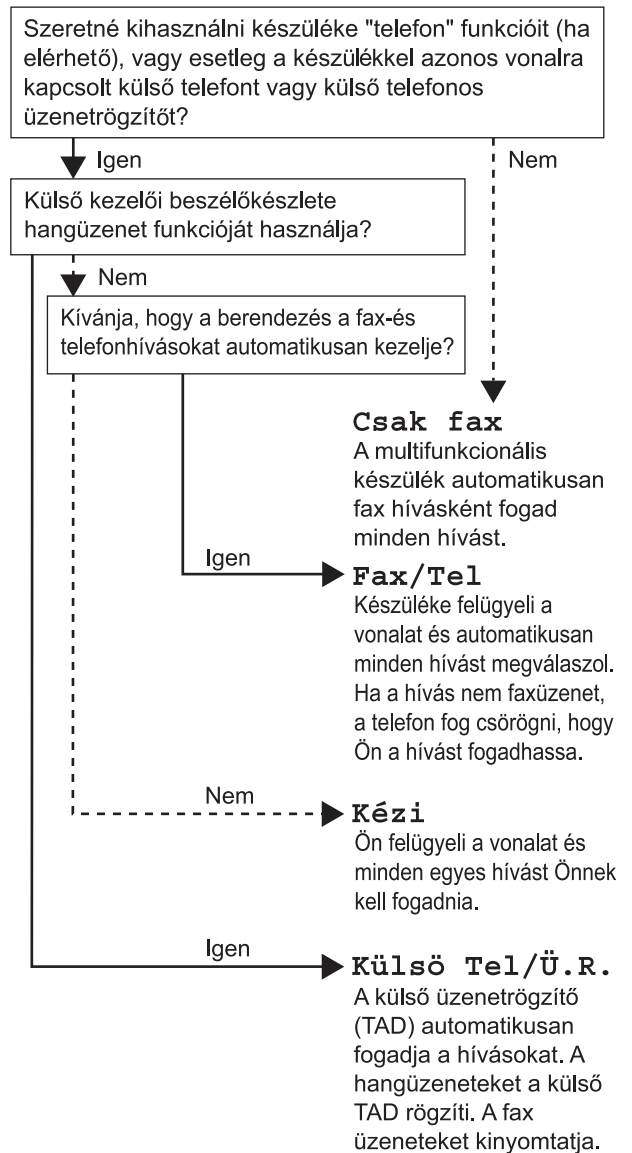 Szeretné kihasználni készüléke "telefon" funkcióit (ha
elérhető), vagy esetleg a készülékkel azonos vonalra
kapcsolt külső telefont vagy külső telefonos
üzenetrögzítőt?
Igen
Nem
Külső kezelői beszélőkészlete
hangüzenet funkcióját használja?
Nem
Kívánja, hogy a berendezés a fax-és
telefonhívásokat automatikusan kezelje?
Csak fax
A multifunkcionális
készülék automatikusan
fax hívásként fogad
minden hívást.
Igen
Fax/Tel
Készüléke felügyeli a
vonalat és automatikusan
minden hívást megválaszol.
Ha a hívás nem faxüzenet,
a telefon fog csörögni, hogy
Ön a hívást fogadhassa.
Nem
Kézi
Ön felügyeli a vonalat és
minden egyes hívást Önnek
kell fogadnia.
Igen
Külsö Tel/Ü.R.
A külső üzenetrögzítő
(TAD) automatikusan
fogadja a hívásokat. A
hangüzeneteket a külső
TAD rögzíti. A fax
üzeneteket kinyomtatja.